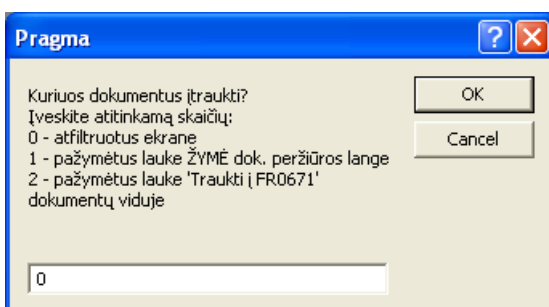 Pragma
Kuriuos dokumentus įtraukti?
Įveskite atitinkamą skaičių:
0 - atfiltruotus ekrane
1 - pažymėtus lauke ŽYMĖ dok. peržiūros lange
2 - pažymėtus lauke 'Traukti į FR0671'
dokumentų viduje
OK
Cancel
0